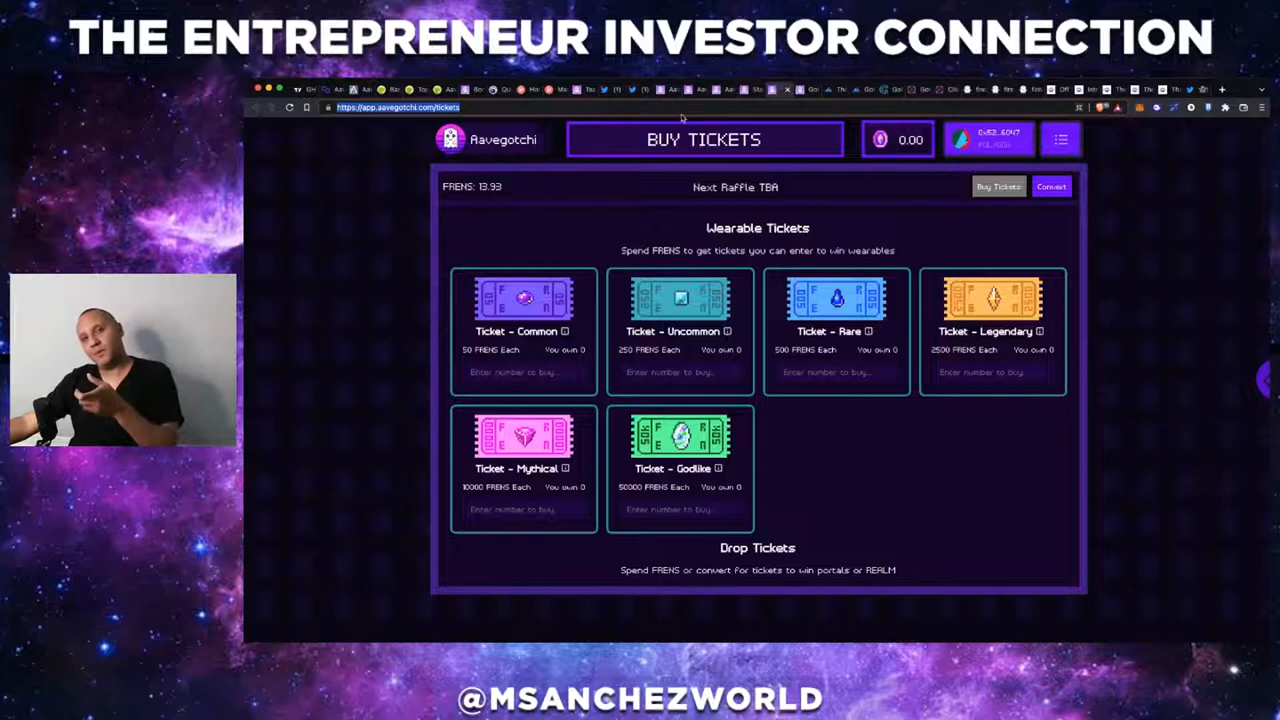 THE ENTREPRENEUR INVESTOR CONNECTION
https://app.aavegotchi.com/tickets
Aavegotchi
BUY TICKETS
0.00
0x52...6047
FRENS: 13.93
Next Raffle TBA
Buy Tickets
Convert
Wearable Tickets
Spend FRENS to get tickets you can enter to win wearables
Ticket - Common
Ticket - Uncommon
Ticket - Rare
Ticket - Legendary
50 FRENS Each You own 0
250 FRENS Each You own 0
500 FRENS Each You own 0
2500 FRENS Each You own 0
Enter number to buy...
Enter number to buy...
Enter number to buy...
Enter number to buy...
Ticket - Mythical
Ticket - Godlike
10000 FRENS Each You own 0
50000 FRENS Each You own 0
Enter number to buy...
Enter number to buy...
Drop Tickets
Spend FRENS or convert for tickets to win portals or REALM
@MSANCHEZWORLD